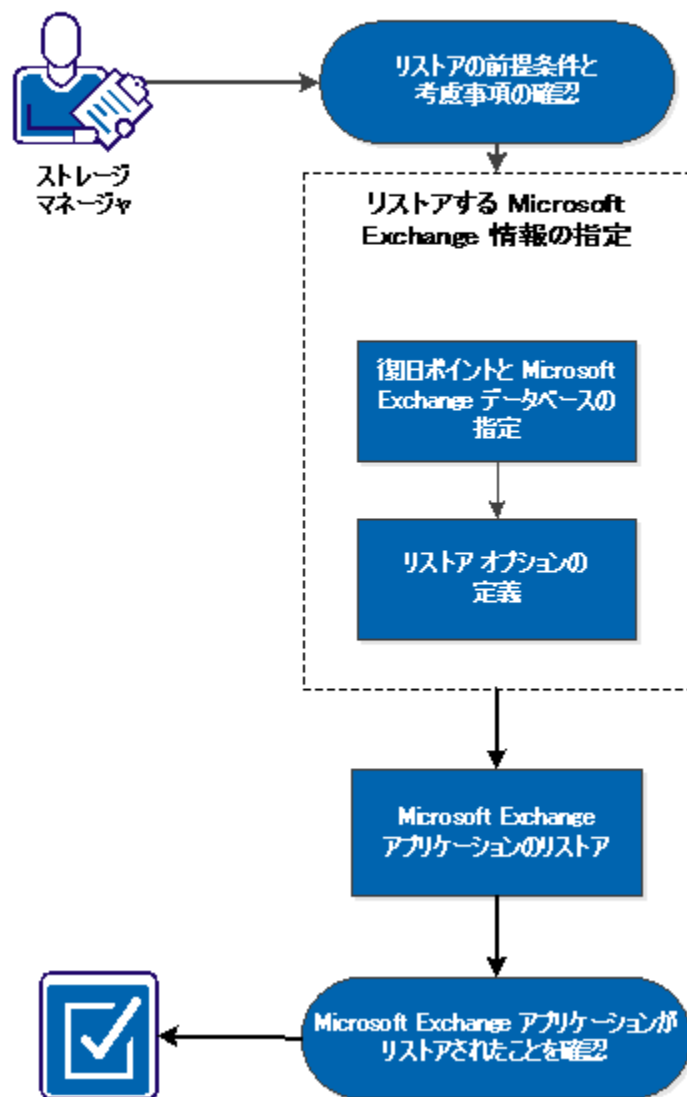 リストアの前提条件と
考慮事項の確認
ストレージ
マネージャ
リストアする Microsoft
Exchange 情報の指定
復旧ポイントと Microsoft
Exchange データベースの
指定
リストア オプションの
定義
Microsoft Exchange
アプリケーションのリストア
Microsoft Exchange アプリケーションが
リストアされたことを確認